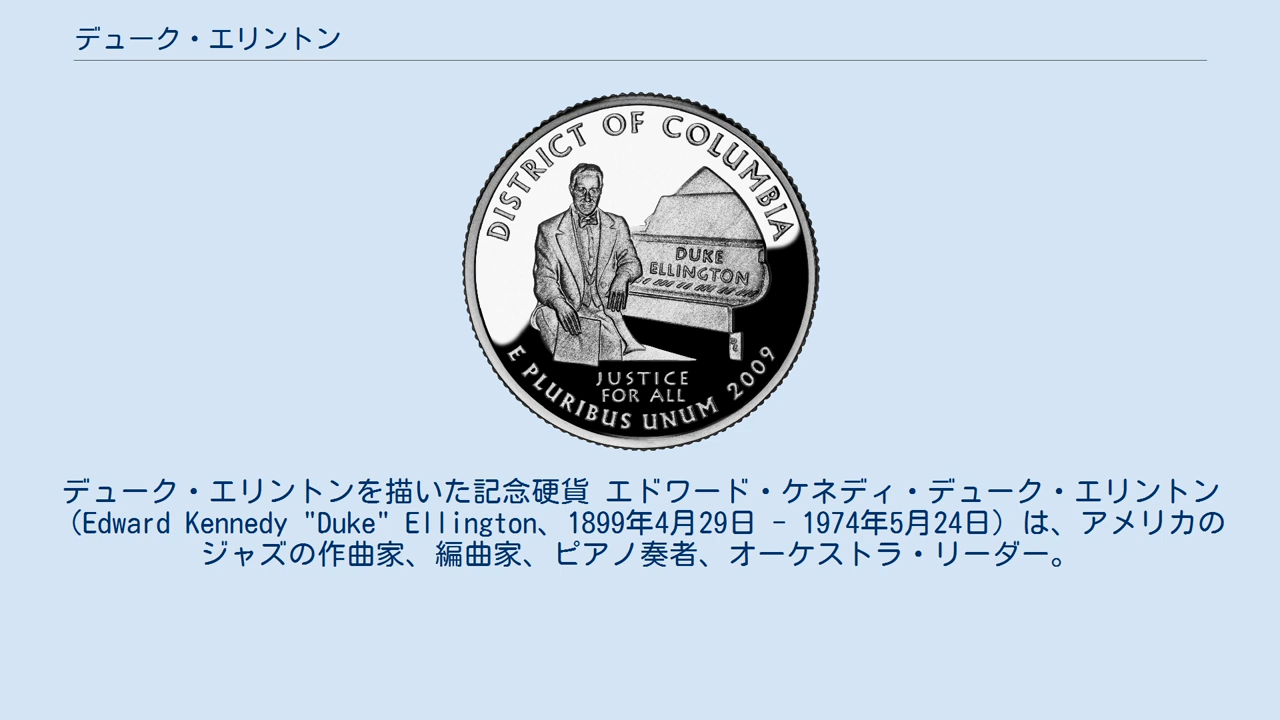 デューク・エリントン
DISTRICT OF COLUMBIA
DUKE
ELLINGTON
JUSTICE
FOR ALL
E PLURIBUS UNUM 2009
デューク・エリントンを描いた記念硬貨 エドワード・ケネディ・デューク・エリントン
（Edward Kennedy "Duke" Ellington、1899年4月29日 - 1974年5月24日）は、アメリカの
ジャズの作曲家、編曲家、ピアノ奏者、オーケストラ・リーダー。